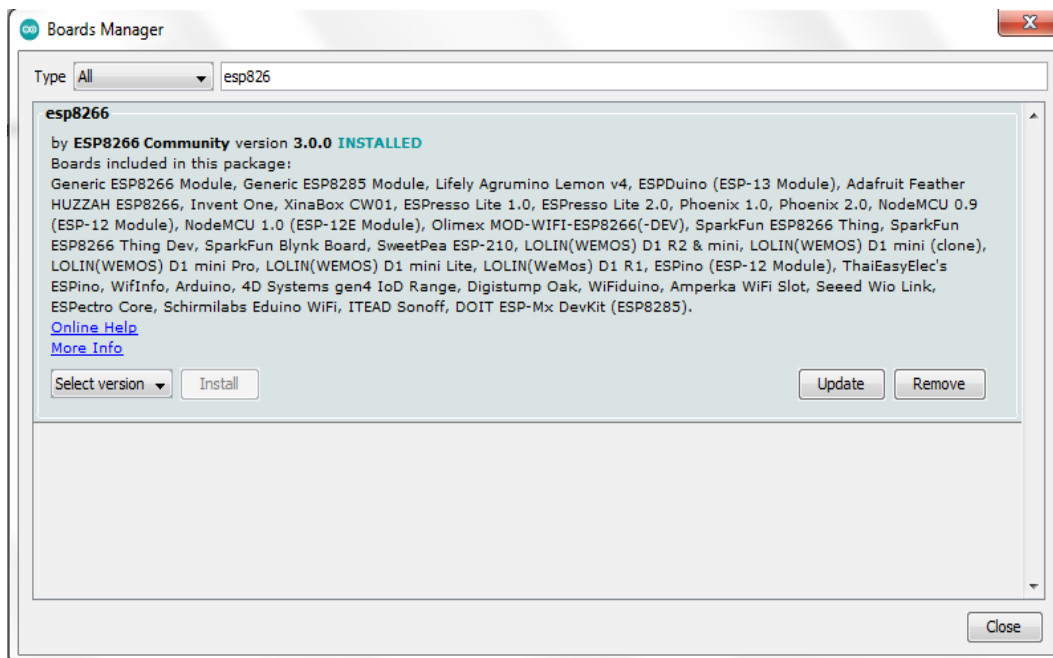 Boards Manager
Type All esp826
esp8266
by ESP8266 Community version 3.0.0 INSTALLED
Boards included in this package:
Generic ESP8266 Module, Generic ESP8285 Module, Lifely Agrumino Lemon v4, ESPDuino (ESP-13 Module), Adafruit Feather
HUZZAH ESP8266, Invent One, XinaBox CW01, ESPresso Lite 1.0, ESPresso Lite 2.0, Phoenix 1.0, Phoenix 2.0, NodeMCU 0.9
(ESP-12 Module), NodeMCU 1.0 (ESP-12E Module), Olimex MOD-WIFI-ESP8266(-DEV), SparkFun ESP8266 Thing, SparkFun
ESP8266 Thing Dev, SparkFun Blynk Board, SweetPea ESP-210, LOLIN(WEMOS) D1 R2 & mini, LOLIN(WEMOS) D1 mini (clone),
LOLIN(WEMOS) D1 mini Pro, LOLIN(WEMOS) D1 mini Lite, LOLIN(WeMos) D1 R1, ESPino (ESP-12 Module), ThaiEasyElec's
ESPino, WifInfo, Arduino, 4D Systems gen4 IoD Range, Digistump Oak, WiFiduino, Amperka WiFi Slot, Seeed Wio Link,
ESPectro Core, Schirmilabs Eduino WiFi, ITEAD Sonoff, DOIT ESP-Mx DevKit (ESP8285).
Online Help
More Info
Select version Install Update Remove
Close